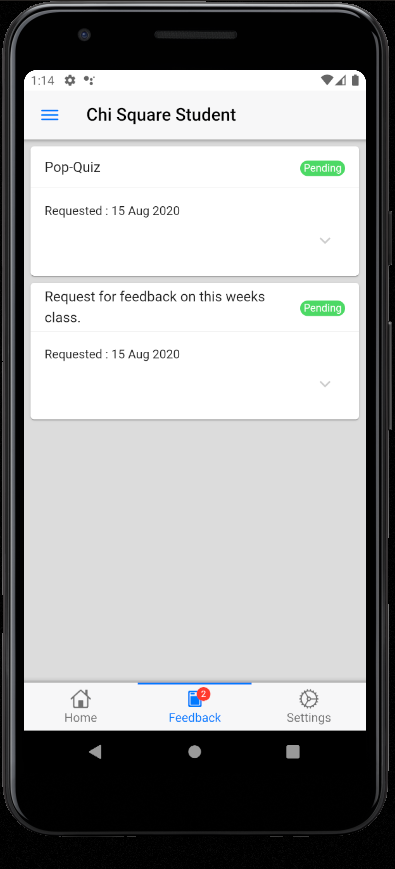 1:14
Chi Square Student
Pop-Quiz
Pending
Requested : 15 Aug 2020
Request for feedback on this weeks
class.
Pending
Requested : 15 Aug 2020
2
Home
Feedback
Settings